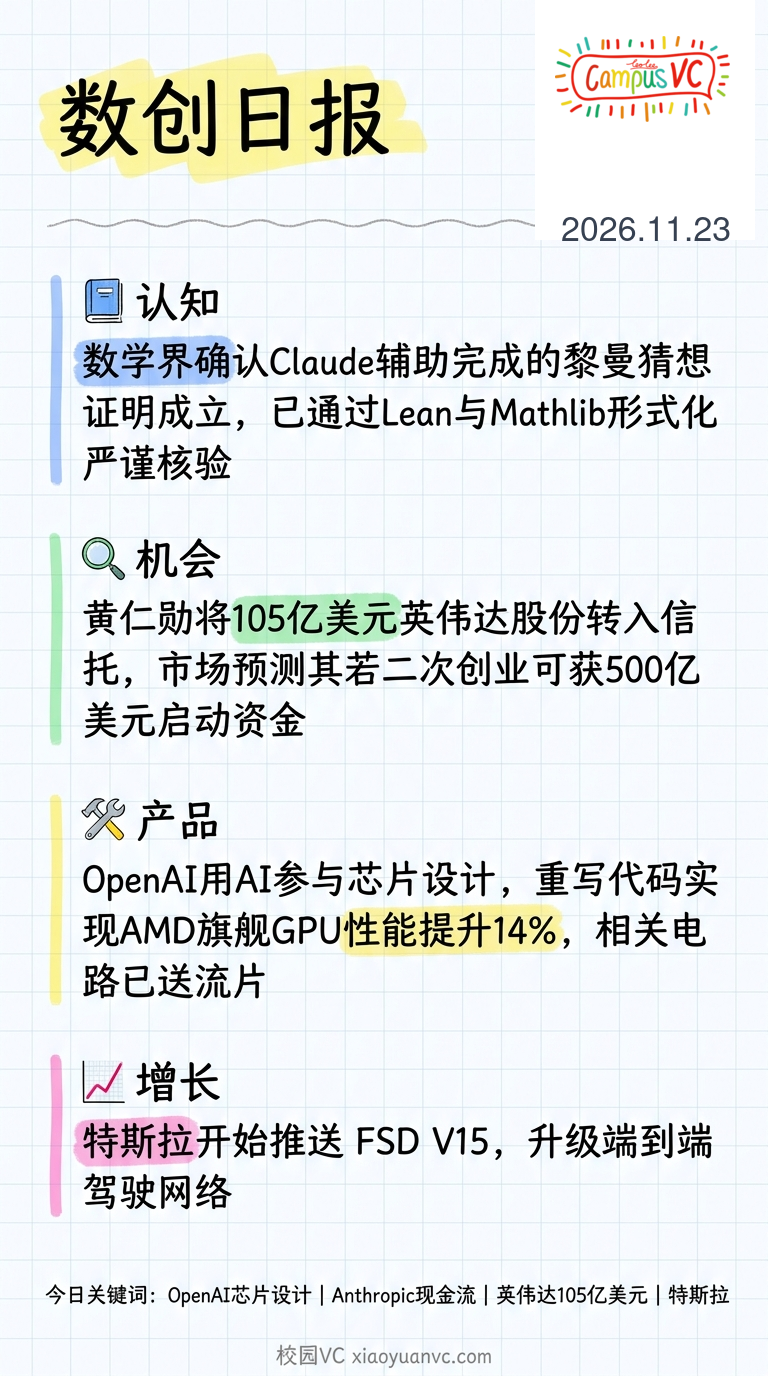 数创日报
leolee
Campus VC
2026.11.23
认知
数学界确认Claude辅助完成的黎曼猜想
证明成立，已通过Lean与Mathlib形式化
严谨核验
机会
黄仁勋将105亿美元英伟达股份转入信
托，市场预测其若二次创业可获500亿
美元启动资金
产品
OpenAI用AI参与芯片设计，重写代码实
现AMD旗舰GPU性能提升14%，相关电
路已送流片
增长
特斯拉开始推送 FSD V15，升级端到端
驾驶网络
今日关键词：OpenAI芯片设计 | Anthropic现金流 | 英伟达105亿美元 | 特斯拉
校园VC xiaoyuanvc.com